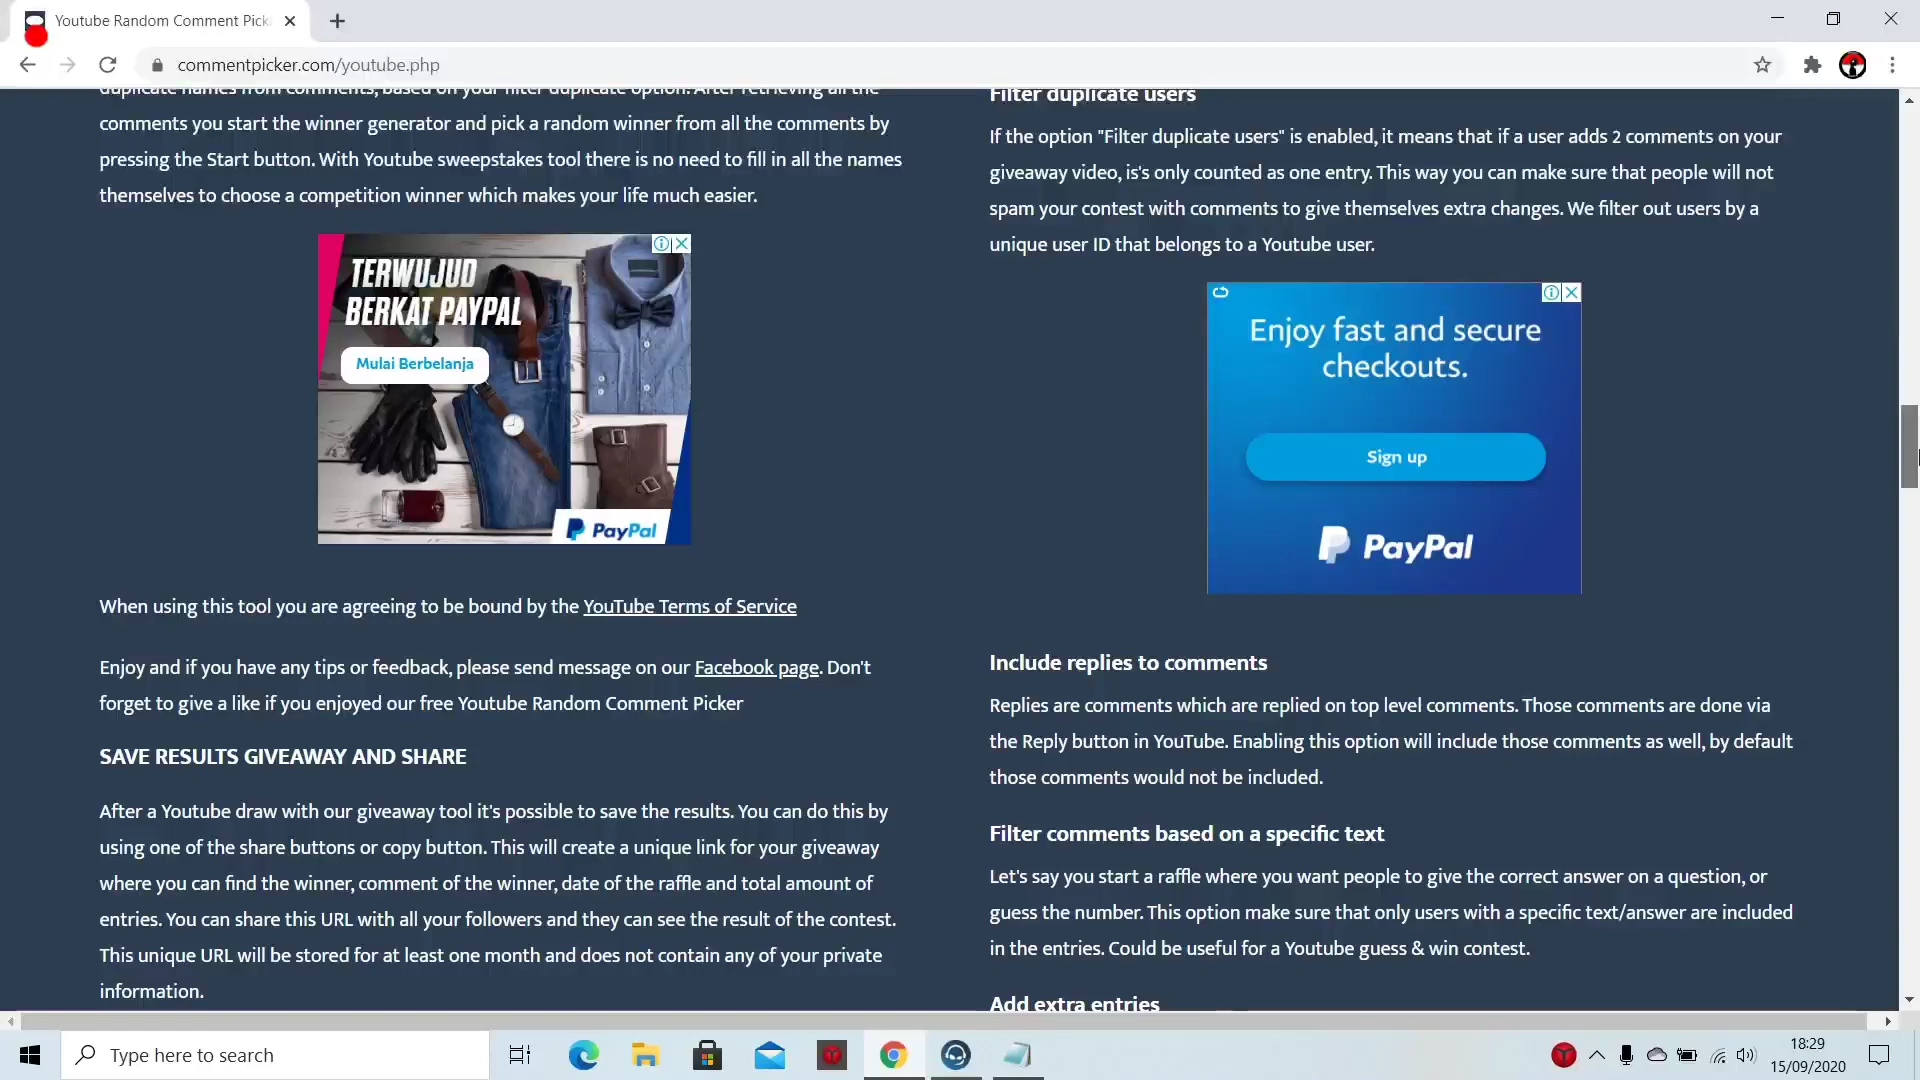 Youtube Random Comment Pick
commentpicker.com/youtube.php
duplicate names from comments, based on your filter duplicate option. After retrieving all the
comments you start the winner generator and pick a random winner from all the comments by
pressing the Start button. With Youtube sweepstakes tool there is no need to fill in all the names
themselves to choose a competition winner which makes your life much easier.
TERWUJUD
BERKAT PAYPAL
Mulai Berbelanja
PayPal
When using this tool you are agreeing to be bound by the YouTube Terms of Service
Enjoy and if you have any tips or feedback, please send message on our Facebook page. Don't
forget to give a like if you enjoyed our free Youtube Random Comment Picker
SAVE RESULTS GIVEAWAY AND SHARE
After a Youtube draw with our giveaway tool it's possible to save the results. You can do this by
using one of the share buttons or copy button. This will create a unique link for your giveaway
where you can find the winner, comment of the winner, date of the raffle and total amount of
entries. You can share this URL with all your followers and they can see the result of the contest.
This unique URL will be stored for at least one month and does not contain any of your private
information.
Filter duplicate users
If the option "Filter duplicate users" is enabled, it means that if a user adds 2 comments on your
giveaway video, is's only counted as one entry. This way you can make sure that people will not
spam your contest with comments to give themselves extra changes. We filter out users by a
unique user ID that belongs to a Youtube user.
Enjoy fast and secure
checkouts.
Sign up
PayPal
Include replies to comments
Replies are comments which are replied on top level comments. Those comments are done via
the Reply button in YouTube. Enabling this option will include those comments as well, by default
those comments would not be included.
Filter comments based on a specific text
Let's say you start a raffle where you want people to give the correct answer on a question, or
guess the number. This option make sure that only users with a specific text/answer are included
in the entries. Could be useful for a Youtube guess & win contest.
Add extra entries
Type here to search
18:29
15/09/2020